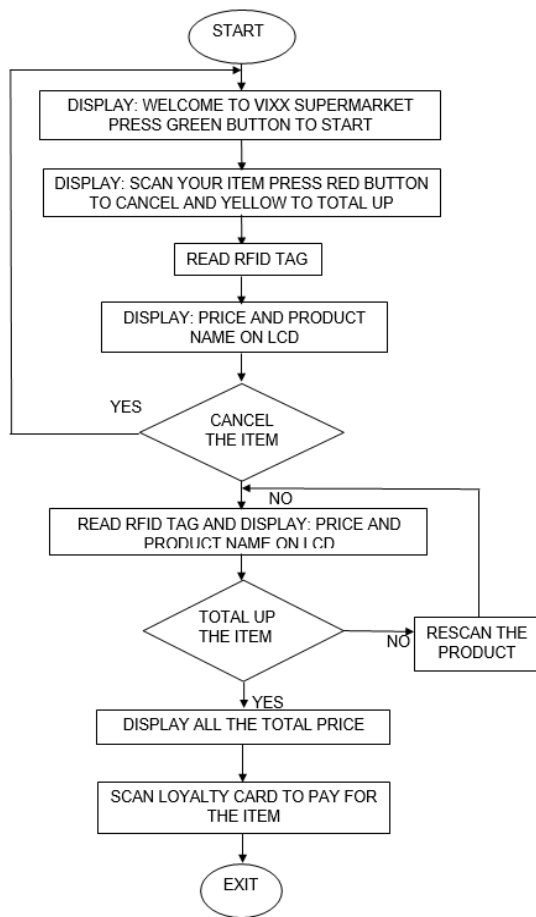 START
DISPLAY: WELCOME TO VIXX SUPERMARKET
PRESS GREEN BUTTON TO START
DISPLAY: SCAN YOUR ITEM PRESS RED BUTTON
TO CANCEL AND YELLOW TO TOTAL UP
READ RFID TAG
DISPLAY: PRICE AND PRODUCT
NAME ON LCD
YES
CANCEL
THE ITEM
NO
READ RFID TAG AND DISPLAY: PRICE AND
PRODUCT NAME ON LCD
TOTAL UP
THE ITEM
NO
RESCAN THE
PRODUCT
YES
DISPLAY ALL THE TOTAL PRICE
SCAN LOYALTY CARD TO PAY FOR
THE ITEM
EXIT